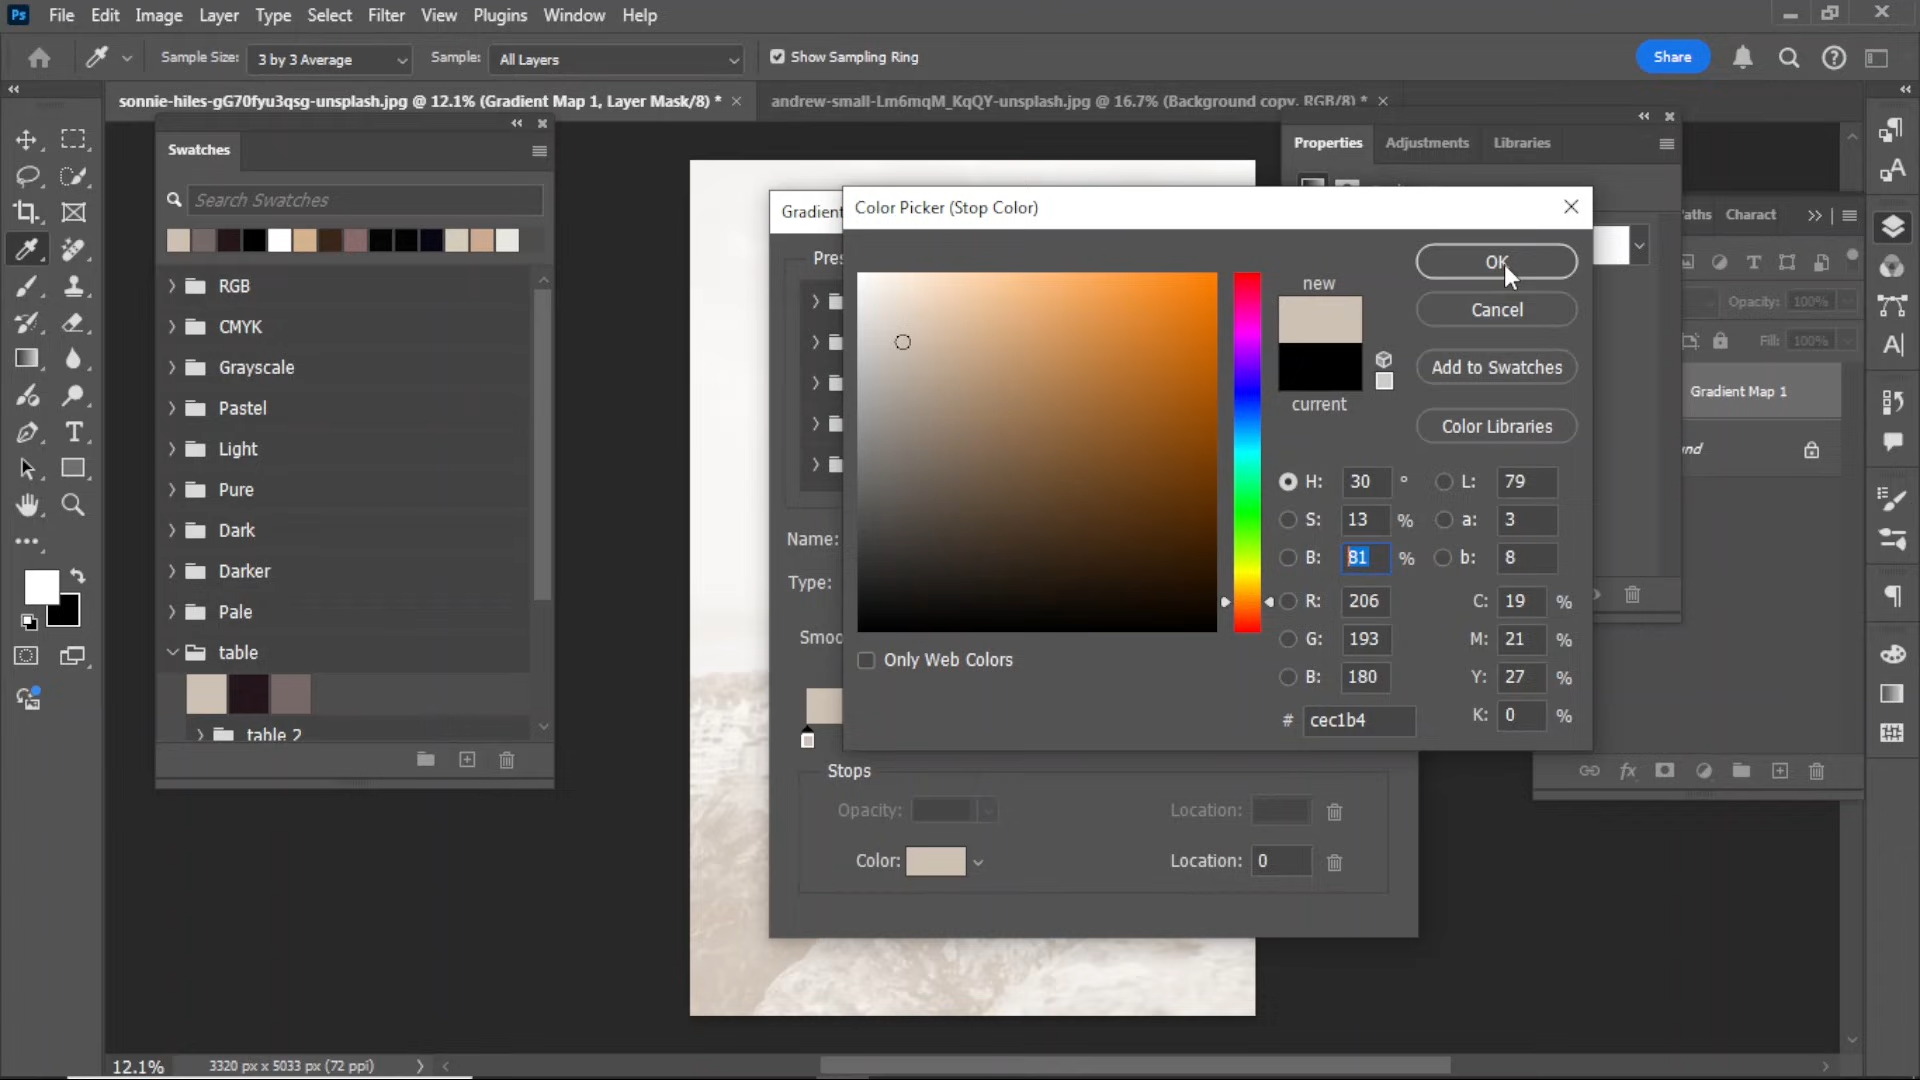 Ps File Edit Image Layer Type Select Filter View Plugins Window Help
Sample Size: 3 by 3 Average Sample: All Layers Show Sampling Ring Share
sonnie-hiles-gG70fyu3qsg-unsplash.jpg @ 12.1% (Gradient Map 1, Layer Mask/8) * andrew-small-Lm6mqM_KqQY-unsplash.jpg @ 16.7% (Background copy, RGB/8) *
Swatches
Search Swatches
RGB
CMYK
Grayscale
Pastel
Light
Pure
Dark
Darker
Pale
table
table 2
Gradient
Pres
Name:
Type:
Smoo
Color Picker (Stop Color)
new
current
OK
Cancel
Add to Swatches
Color Libraries
H: 30 ° L: 79
S: 13 % a: 3
B: 81 % b: 8
R: 206 C: 19 %
G: 193 M: 21 %
B: 180 Y: 27 %
# cec1b4 K: 0 %
Only Web Colors
Stops
Opacity: Location:
Color: Location: 0
Properties Adjustments Libraries
aths Charact
Opacity: 100%
Fill: 100%
Gradient Map 1
nd
12.1% 3320 px x 5033 px (72 ppi)